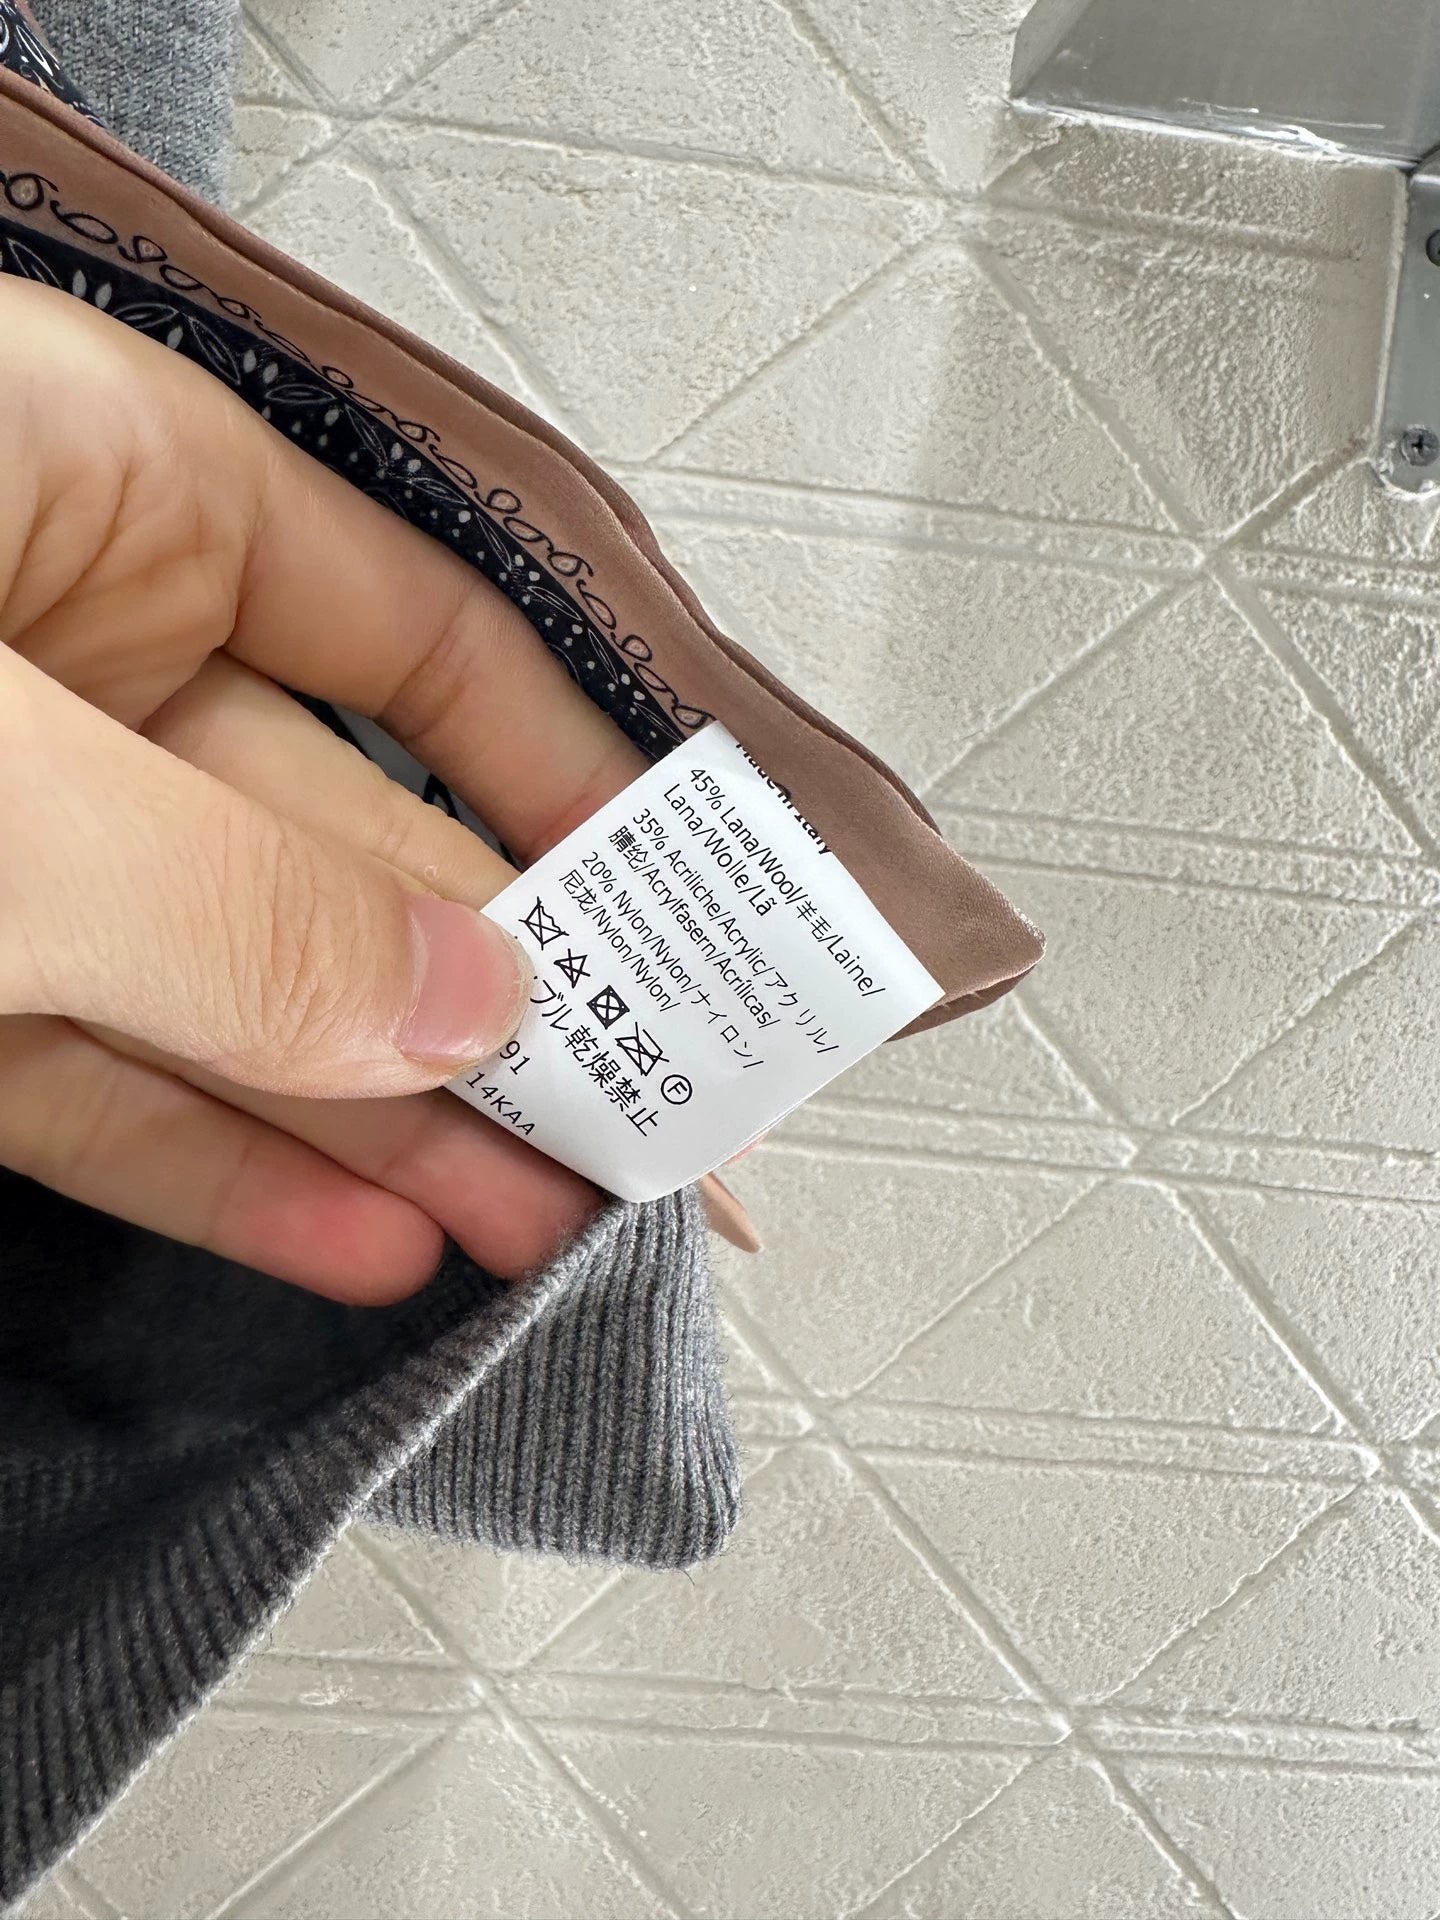 Made in Italy
45% Lana/Wool/羊毛/Laine/
Lana/Wolle/Lã
35% Acriliche/Acrylic/アクリル/
腈纶/Acrylfasern/Acrílicas/
20% Nylon/Nylon/ナイロン/
尼龙/Nylon/Nylon/
F
ブル乾燥禁止
91
14KAA